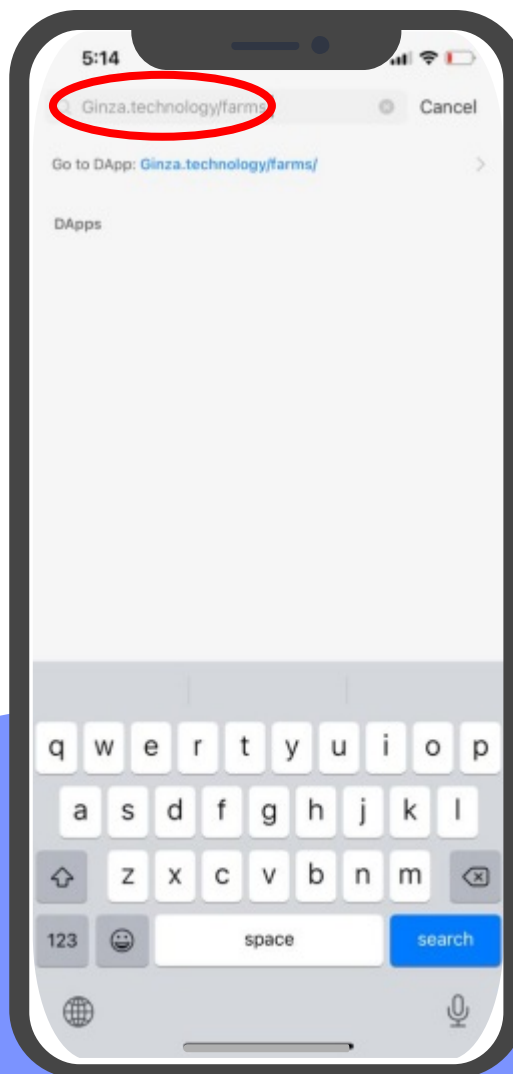 5:14
Ginza.technology/farms/
Cancel
Go to DApp: Ginza.technology/farms/
DApps
q w e r t y u i o p
a s d f g h j k l
z x c v b n m
123 space search